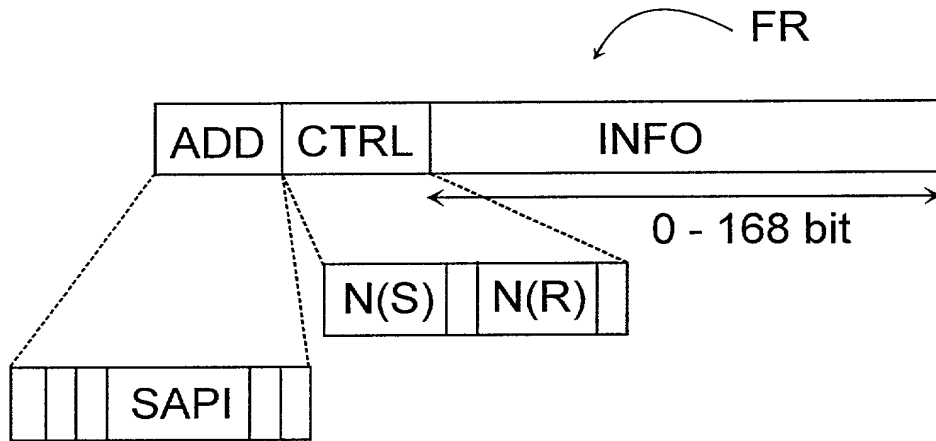 FR
ADD CTRL INFO
0 - 168 bit
N(S) N(R)
SAPI